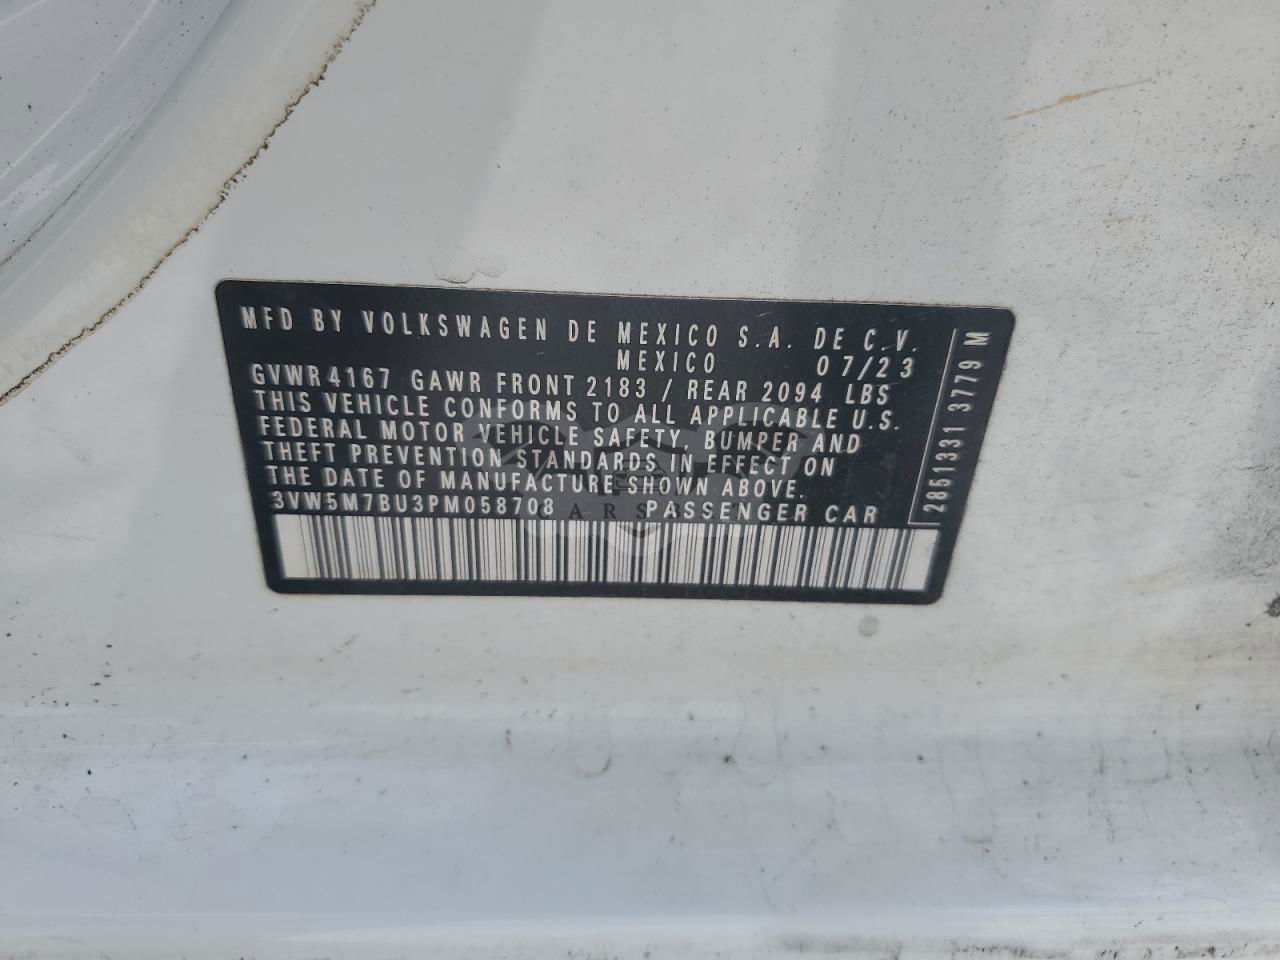 MFD BY VOLKSWAGEN DE MEXICO S.A. DE C.V.
MEXICO 07/23
GVWR 4167 GAWR FRONT 2183 / REAR 2094 LBS
THIS VEHICLE CONFORMS TO ALL APPLICABLE U.S.
FEDERAL MOTOR VEHICLE SAFETY, BUMPER AND
THEFT PREVENTION STANDARDS IN EFFECT ON
THE DATE OF MANUFACTURE SHOWN ABOVE.
3VW5M7BU3PM058708 PASSENGER CAR
2851331 3779 M